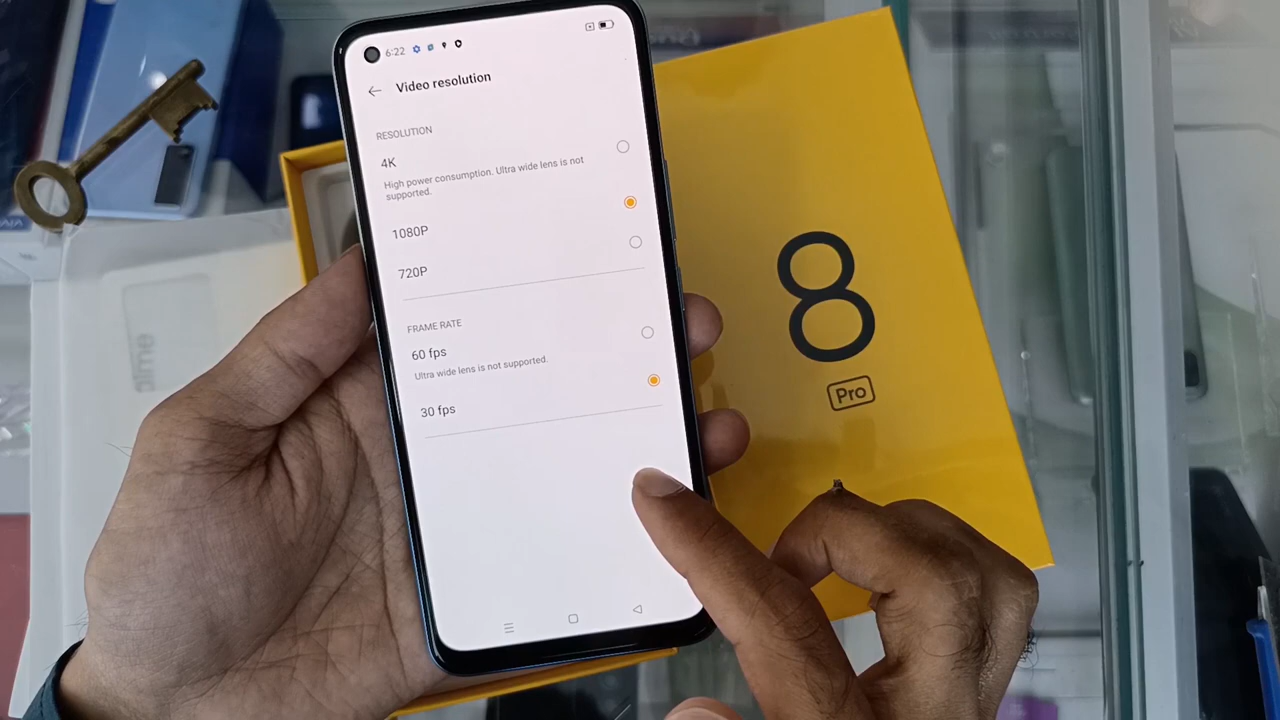 6:22
Video resolution
RESOLUTION
4K
High power consumption. Ultra wide lens is not
supported.
1080P
720P
FRAME RATE
60 fps
Ultra wide lens is not supported.
30 fps
8
Pro